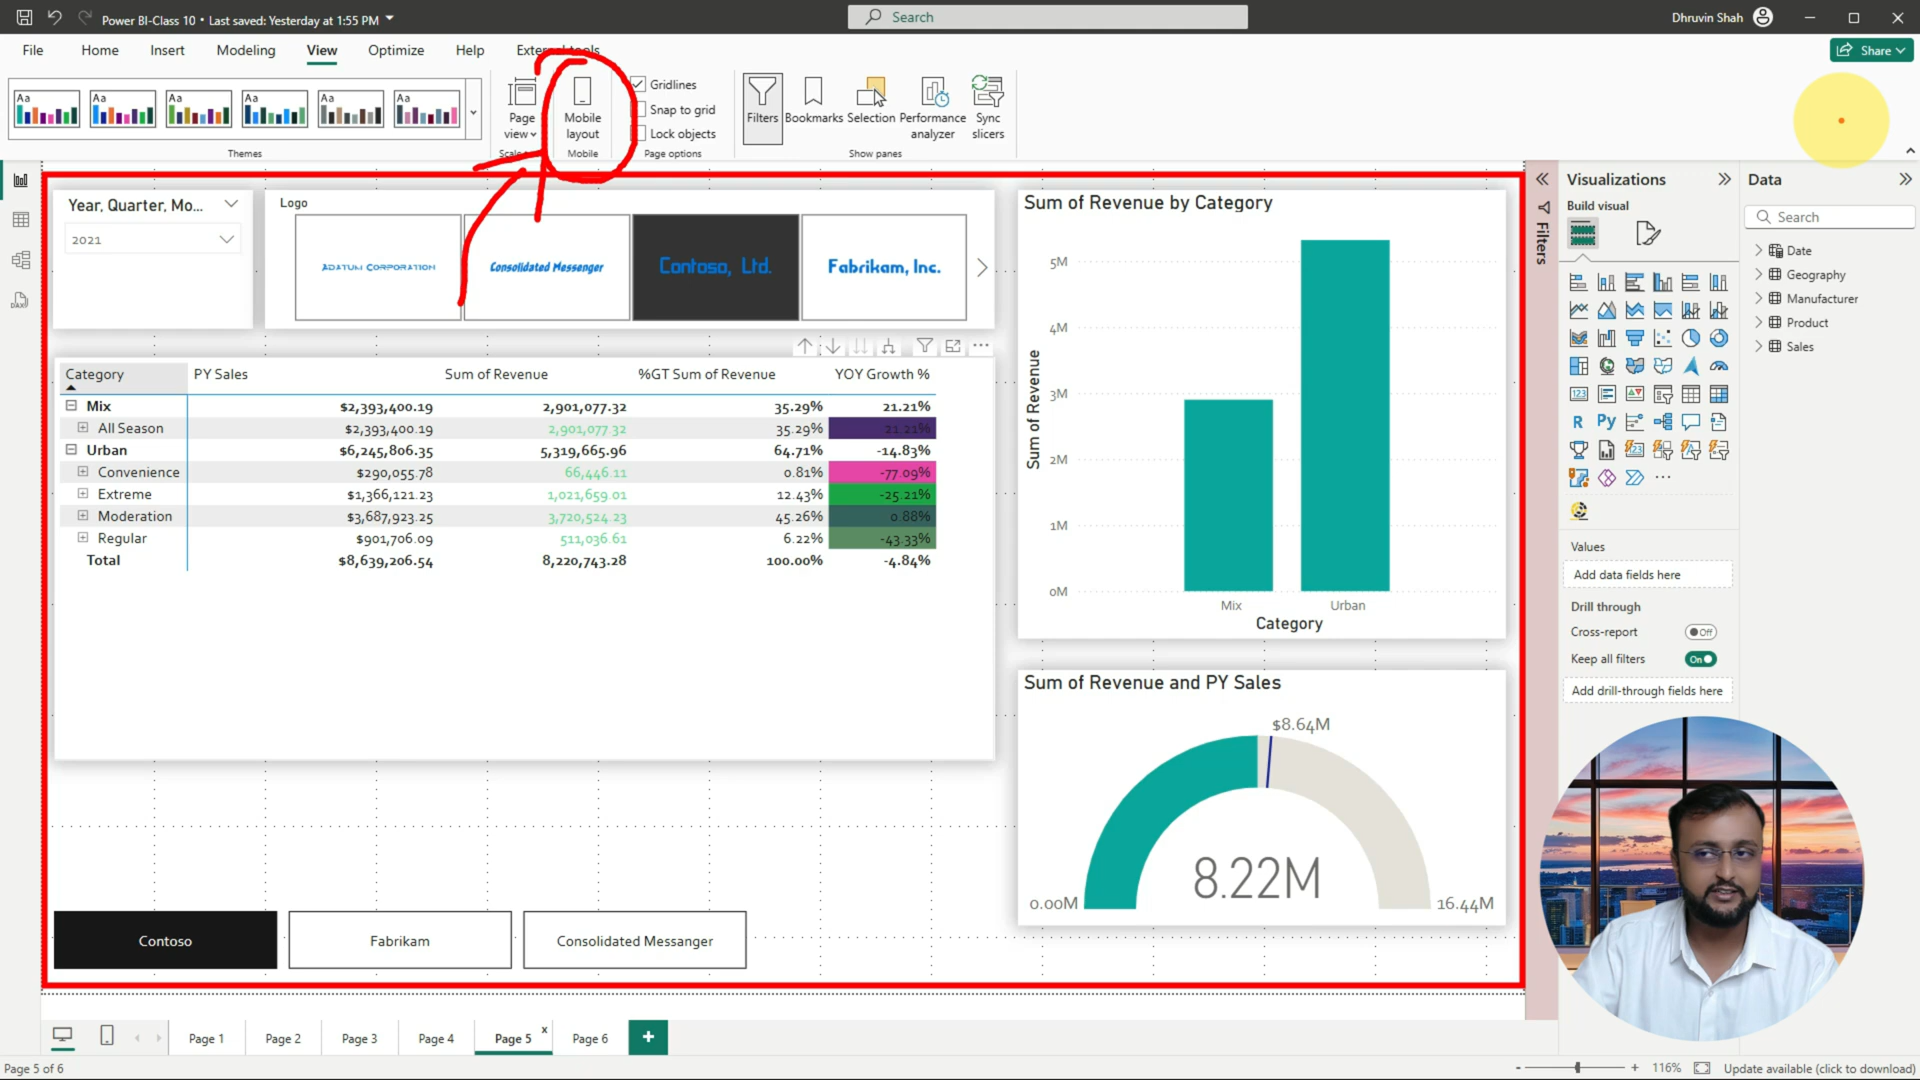 Power BI-Class 10 • Last saved: Yesterday at 1:55 PM
Search
Dhruvin Shah
File
Home
Insert
Modeling
View
Optimize
Help
External tools
Share
Aa
Aa
Aa
Aa
Aa
Aa
Themes
Page view
Mobile layout
Mobile
Gridlines
Snap to grid
Lock objects
Page options
Filters
Bookmarks
Selection
Performance analyzer
Sync slicers
Show panes
Year, Quarter, Mo...
2021
Logo
ADATUM CORPORATION
Consolidated Messenger
Contoso, Ltd.
Fabrikam, Inc.
Category PY Sales Sum of Revenue %GT Sum of Revenue YOY Growth %
Mix $2,393,400.19 2,901,077.32 35.29% 21.21%
All Season $2,393,400.19 2,901,077.32 35.29% 21.21%
Urban $6,245,806.35 5,319,665.96 64.71% -14.83%
Convenience $290,055.78 66,446.11 0.81% -77.09%
Extreme $1,366,121.23 1,021,659.01 12.43% -25.21%
Moderation $3,687,923.25 3,720,524.23 45.26% 0.88%
Regular $901,706.09 511,036.61 6.22% -43.33%
Total $8,639,206.54 8,220,743.28 100.00% -4.84%
Contoso
Fabrikam
Consolidated Messanger
Sum of Revenue by Category
Sum of Revenue
5M
4M
3M
2M
1M
0M
Mix
Urban
Category
Sum of Revenue and PY Sales
$8.64M
8.22M
0.00M
16.44M
Filters
Visualizations
Build visual
123
R
Py
123
Values
Add data fields here
Drill through
Cross-report
Off
Keep all filters
On
Add drill-through fields here
Data
Search
Date
Geography
Manufacturer
Product
Sales
Page 1
Page 2
Page 3
Page 4
Page 5
x
Page 6
+
Page 5 of 6
- + 116%
Update available (click to download)